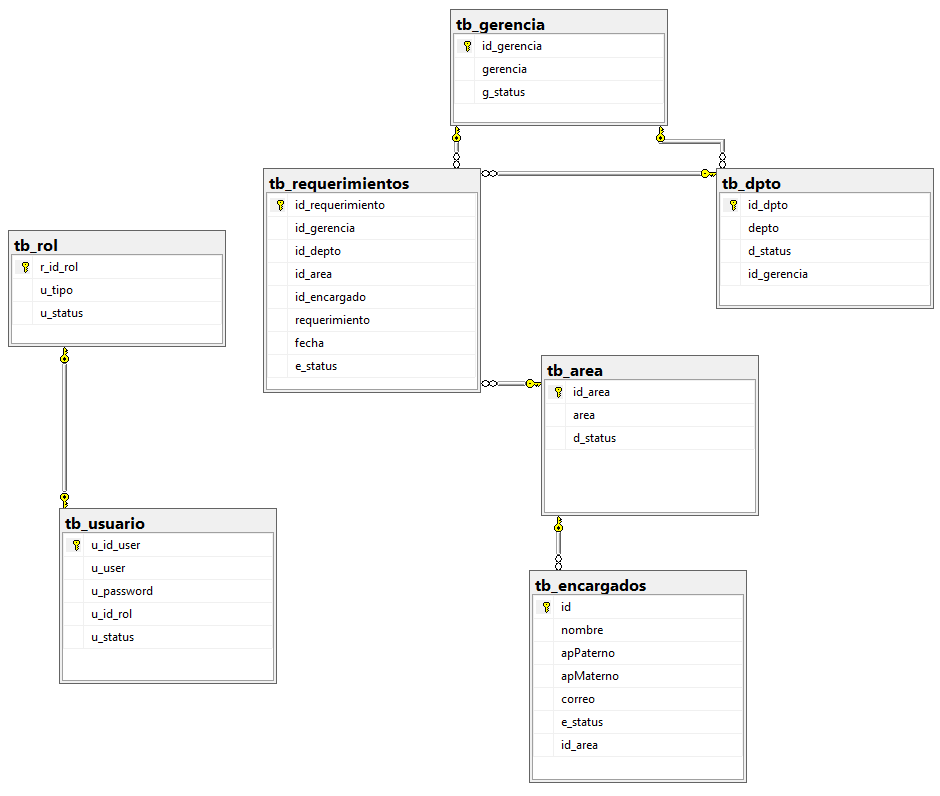 tb_gerencia
id_gerencia
gerencia
g_status
tb_requerimientos
id_requerimiento
id_gerencia
id_depto
id_area
id_encargado
requerimiento
fecha
e_status
tb_dpto
id_dpto
depto
d_status
id_gerencia
tb_rol
r_id_rol
u_tipo
u_status
tb_area
id_area
area
d_status
tb_usuario
u_id_user
u_user
u_password
u_id_rol
u_status
tb_encargados
id
nombre
apPaterno
apMaterno
correo
e_status
id_area